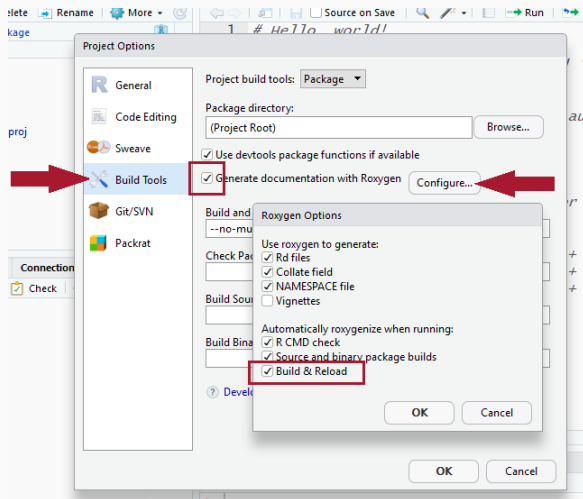 elete Rename More Source on Save Run
kage 1 # Hello, world!
Project Options
General
Code Editing
Sweave
Build Tools
Git/SVN
Packrat
Project build tools: Package
Package directory:
(Project Root) Browse...
Use devtools package functions if available
Generate documentation with Roxygen Configure...
Build and
--no-mu
Check Pac
Build Sour
Build Bina
Develo
Roxygen Options
Use roxygen to generate:
Rd files
Collate field
NAMESPACE file
Vignettes
Automatically roxygenize when running:
R CMD check
Source and binary package builds
Build & Reload
OK Cancel
OK Cancel
proj
Connection
Check
au
er
+
+
+